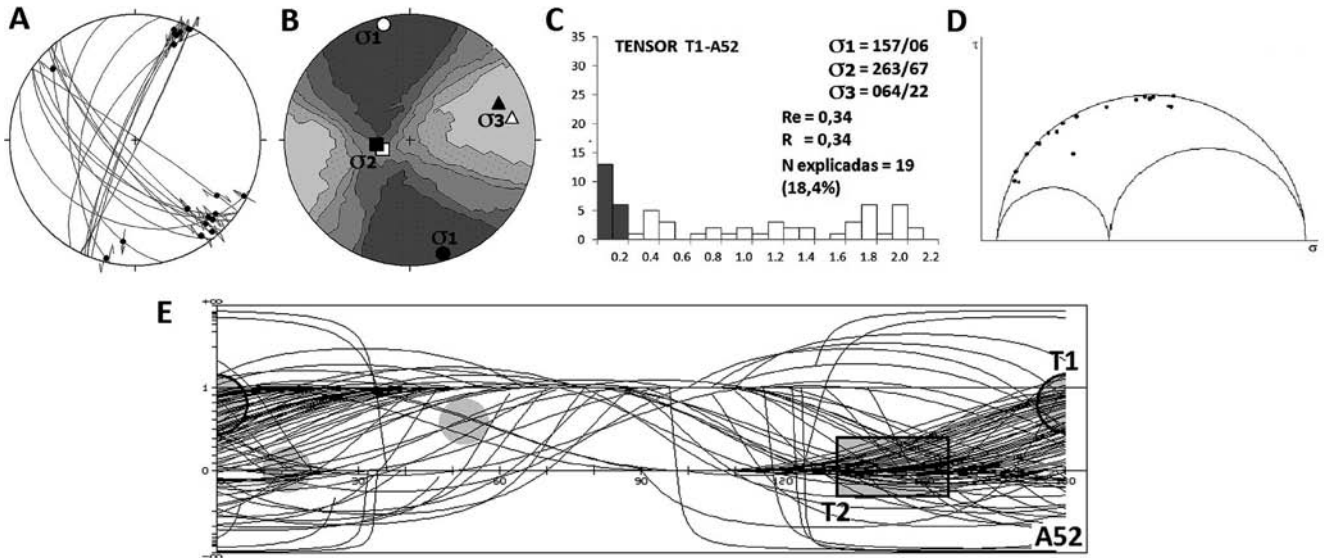 A
B
σ1
σ2
σ3
σ1
C
TENSOR T1-A52
σ1 = 157/06
σ2 = 263/67
σ3 = 064/22
Re = 0,34
R = 0,34
N explicadas = 19
(18,4%)
35
30
25
20
15
10
5
0
0.2 0.4 0.6 0.8 1.0 1.2 1.4 1.6 1.8 2.0 2.2
D
τ
σ
E
+∞
1
0
-∞
30 60 90 120
T1
T2
A52